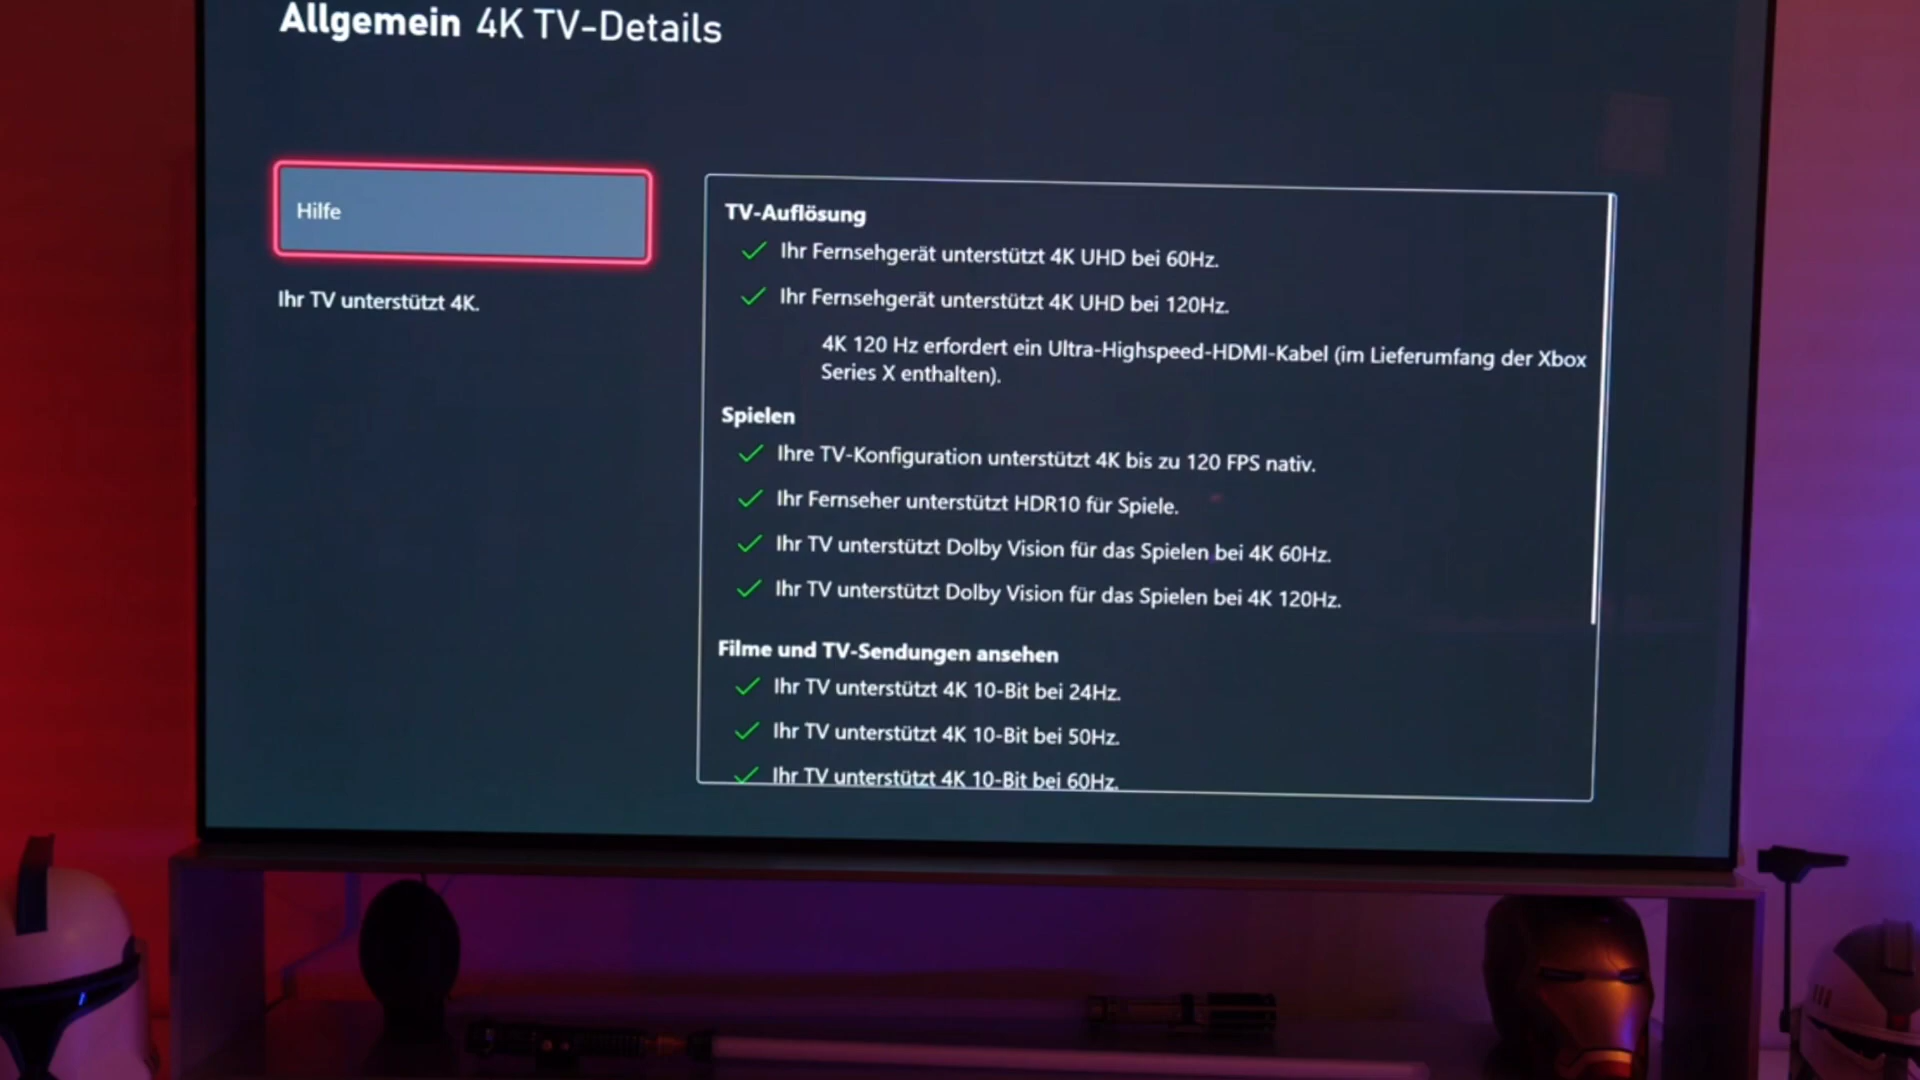 Allgemein 4K TV-Details
Hilfe
Ihr TV unterstützt 4K.
TV-Auflösung
Ihr Fernsehgerät unterstützt 4K UHD bei 60Hz.
Ihr Fernsehgerät unterstützt 4K UHD bei 120Hz.
4K 120 Hz erfordert ein Ultra-Highspeed-HDMI-Kabel (im Lieferumfang der Xbox
Series X enthalten).
Spielen
Ihre TV-Konfiguration unterstützt 4K bis zu 120 FPS nativ.
Ihr Fernseher unterstützt HDR10 für Spiele.
Ihr TV unterstützt Dolby Vision für das Spielen bei 4K 60Hz.
Ihr TV unterstützt Dolby Vision für das Spielen bei 4K 120Hz.
Filme und TV-Sendungen ansehen
Ihr TV unterstützt 4K 10-Bit bei 24Hz.
Ihr TV unterstützt 4K 10-Bit bei 50Hz.
Ihr TV unterstützt 4K 10-Bit bei 60Hz.